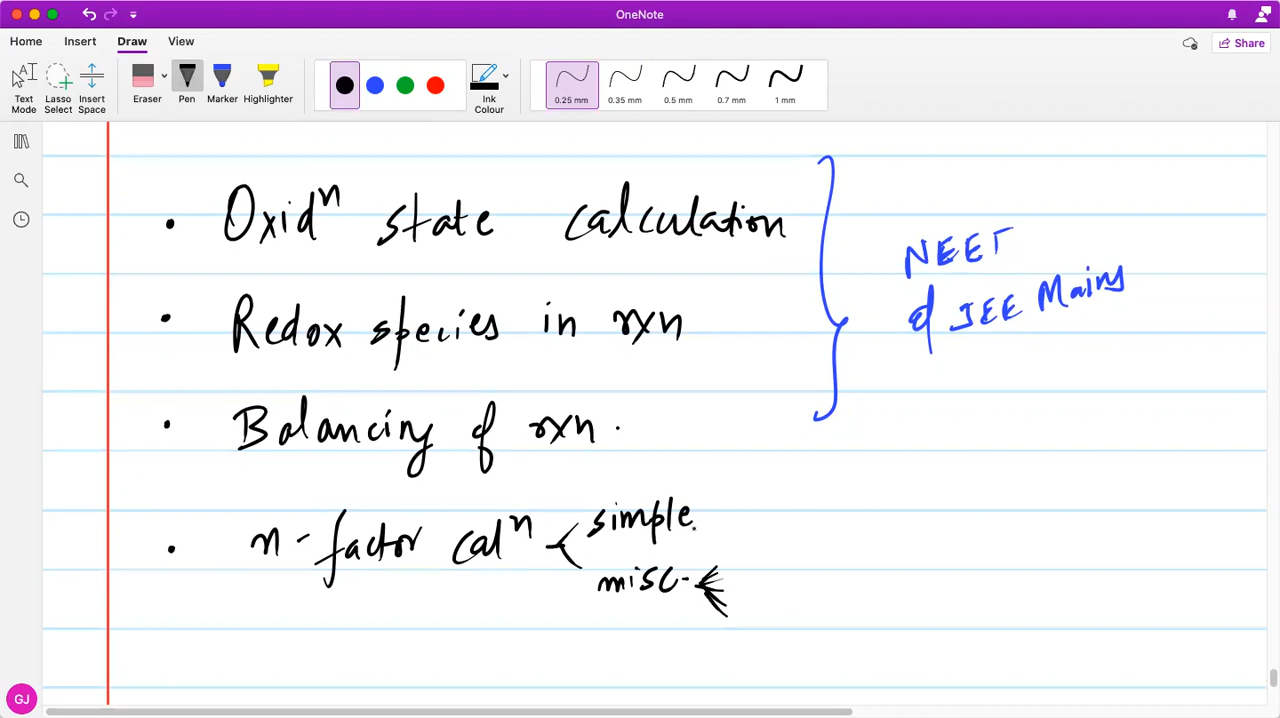 OneNote
Home Insert Draw View
Share
Text Mode
Lasso Select
Insert Space
Eraser
Pen
Marker
Highlighter
Ink Colour
0.25 mm
0.35 mm
0.5 mm
0.7 mm
1 mm
• Oxidⁿ state calculation
• Redox species in rxn
• Balancing of rxn.
• n-factor calⁿ < simple.
misc-
NEET
& JEE Mains
GJ